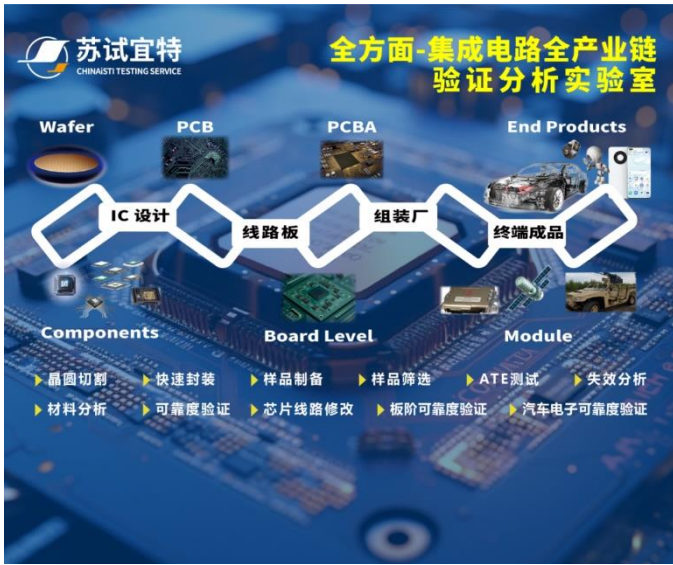 苏试宜特
CHINAiSTI TESTING SERVICE
全方面-集成电路全产业链
验证分析实验室
Wafer
PCB
PCBA
End Products
IC 设计
线路板
组装厂
终端成品
Components
Board Level
Module
晶圆切割
快速封装
样品制备
样品筛选
ATE测试
失效分析
材料分析
可靠度验证
芯片线路修改
板阶可靠度验证
汽车电子可靠度验证